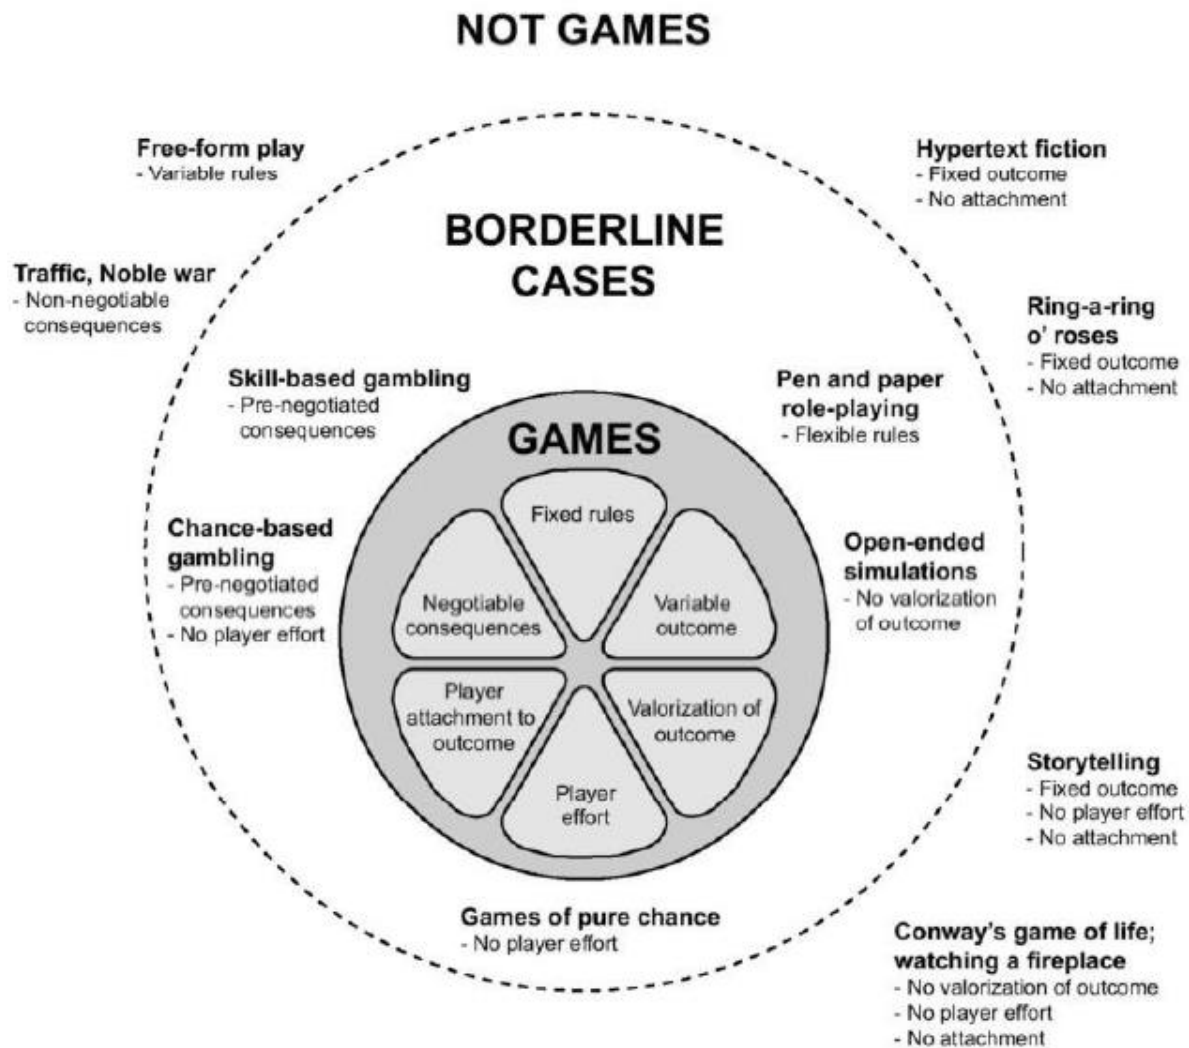 NOT GAMES
Free-form play
- Variable rules
Hypertext fiction
- Fixed outcome
- No attachment
BORDERLINE
CASES
Traffic, Noble war
- Non-negotiable
consequences
Ring-a-ring
o' roses
- Fixed outcome
- No attachment
Skill-based gambling
- Pre-negotiated
consequences
Pen and paper
role-playing
- Flexible rules
GAMES
Fixed rules
Chance-based
gambling
- Pre-negotiated
consequences
- No player effort
Open-ended
simulations
- No valorization
of outcome
Negotiable
consequences
Variable
outcome
Player
attachment to
outcome
Valorization of
outcome
Player
effort
Storytelling
- Fixed outcome
- No player effort
- No attachment
Games of pure chance
- No player effort
Conway's game of life;
watching a fireplace
- No valorization of outcome
- No player effort
- No attachment